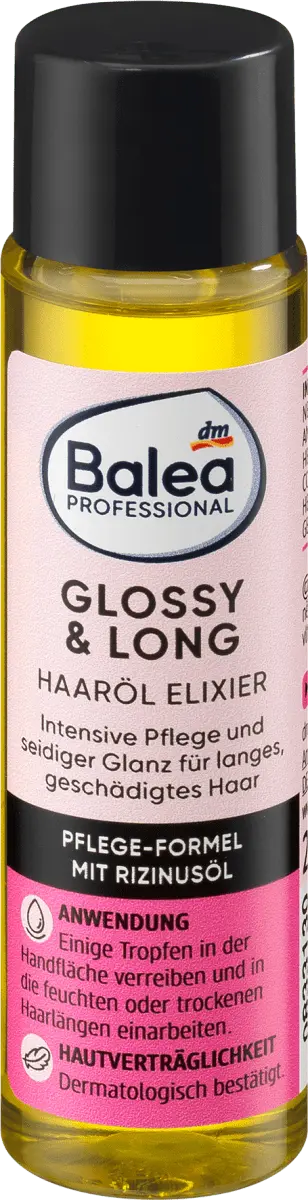 dm
Balea
PROFESSIONAL
GLOSSY
& LONG
HAARÖL ELIXIER
Intensive Pflege und
seidiger Glanz für langes,
geschädigtes Haar
PFLEGE-FORMEL
MIT RIZINUSÖL
ANWENDUNG
Einige Tropfen in der
Handfläche verreiben und in
die feuchten oder trockenen
Haarlängen einarbeiten.
HAUTVERTRÄGLICHKEIT
Dermatologisch bestätigt.